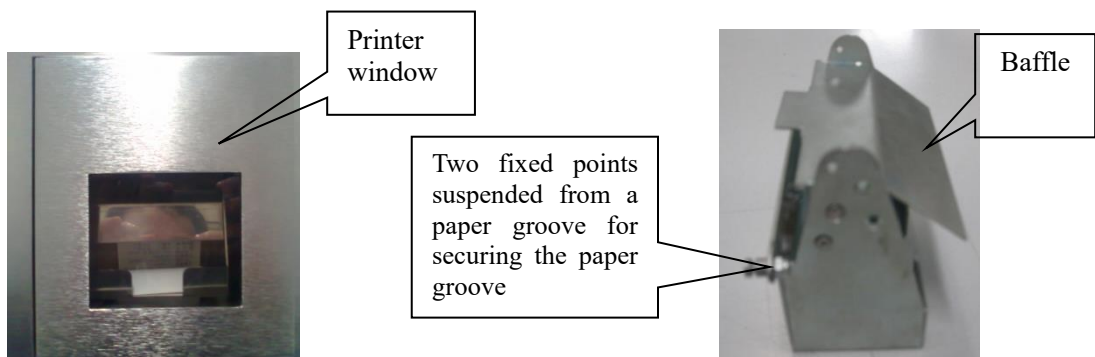 Printer
window
Baffle
Two fixed points
suspended from a
paper groove for
securing the paper
groove